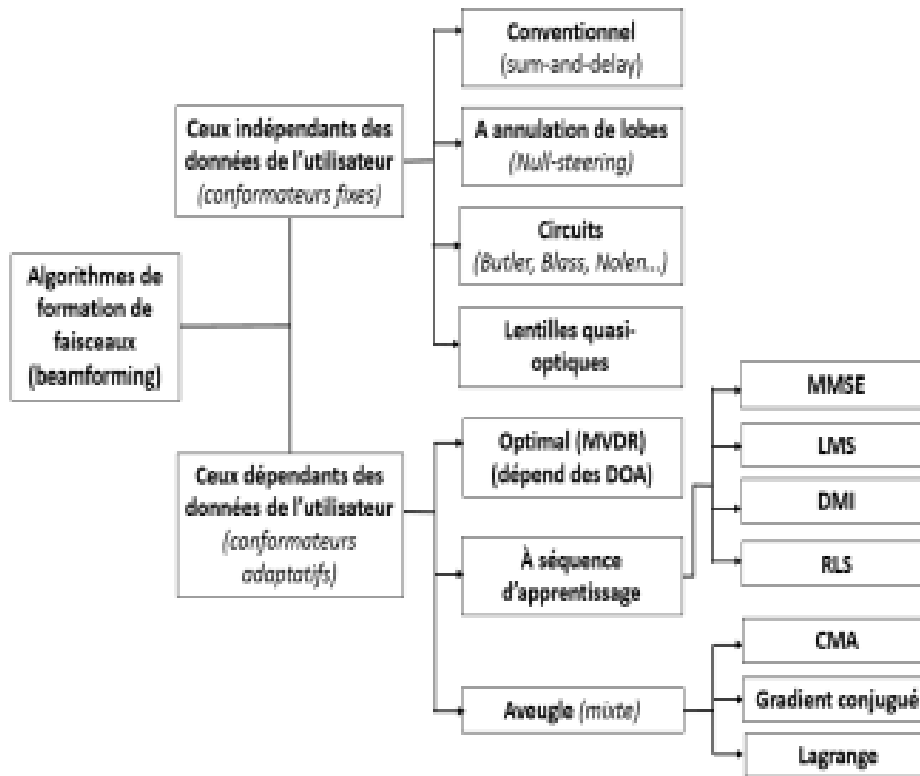 Algorithmes de
formation de
faisceaux
(beamforming)
Ceux indépendants des
données de l'utilisateur
(conformateurs fixes)
Conventionnel
(sum-and-delay)
A annulation de lobes
(Null-steering)
Circuits
(Butler, Blass, Nolen...)
Lentilles quasi-
optiques
Ceux dépendants des
données de l'utilisateur
(conformateurs
adaptatifs)
Optimal (MVDR)
(dépend des DOA)
À séquence
d'apprentissage
MMSE
LMS
DMI
RLS
Aveugle (mixte)
CMA
Gradient conjugué
Lagrange